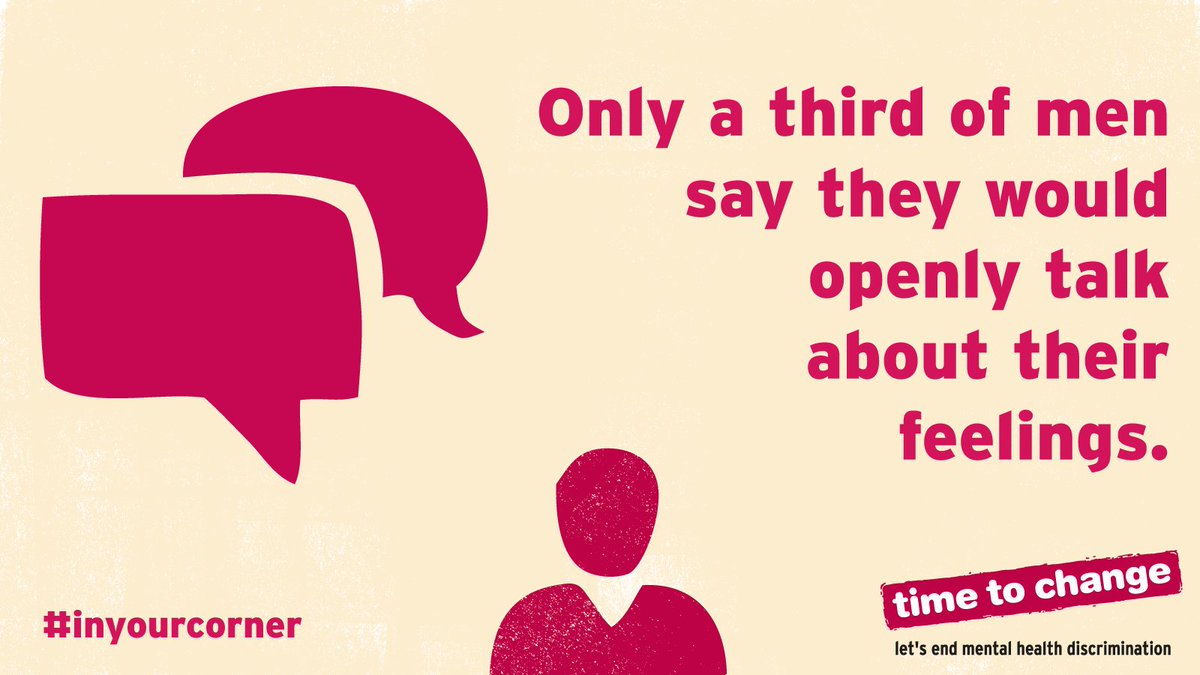 Only a third of men
say they would
openly talk
about their
feelings.
#inyourcorner
time to change
let's end mental health discrimination